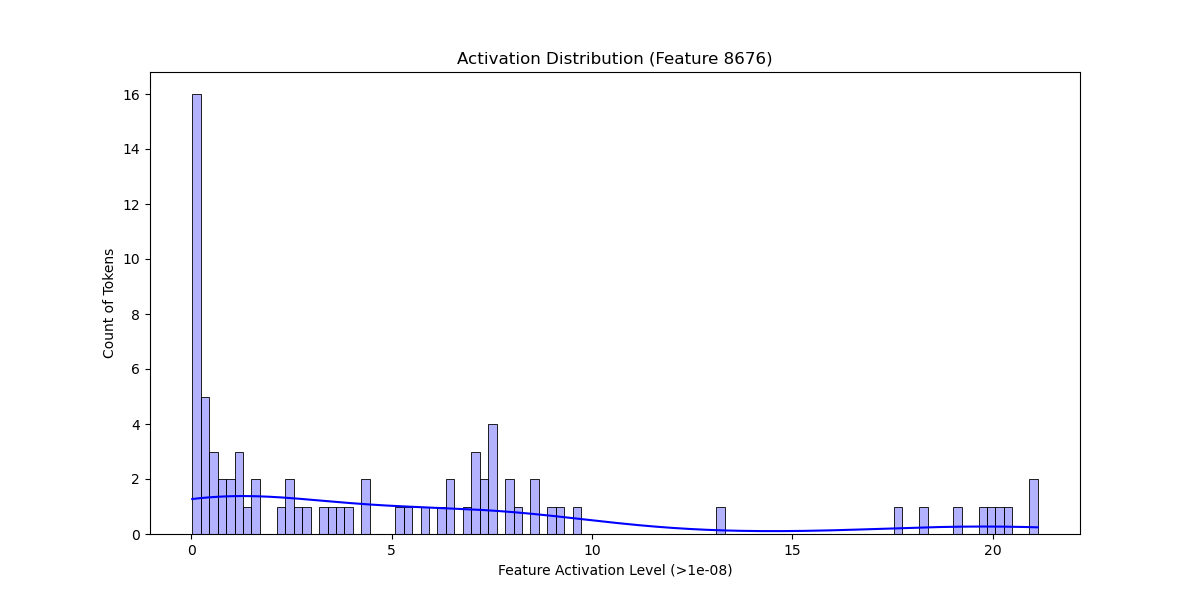 Activation Distribution (Feature 8676)
16
14
12
10
8
6
4
2
0
Count of Tokens
0 5 10 15 20
Feature Activation Level (>1e-08)